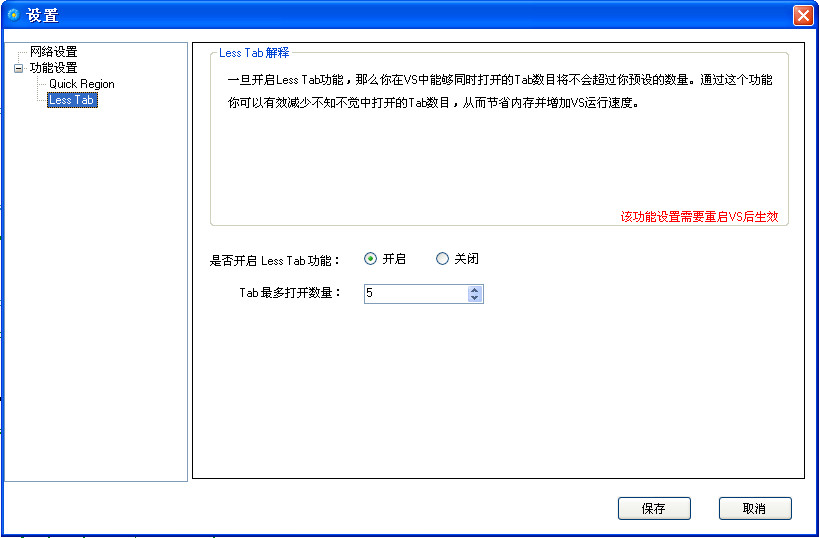 设置
网络设置
功能设置
Quick Region
Less Tab
Less Tab 解释
一旦开启Less Tab功能，那么你在VS中能够同时打开的Tab数目将不会超过你预设的数量。通过这个功能
你可以有效减少不知不觉中打开的Tab数目，从而节省内存并增加VS运行速度。
该功能设置需要重启VS后生效
是否开启 Less Tab 功能： 开启 关闭
Tab 最多打开数量： 5
保存 取消